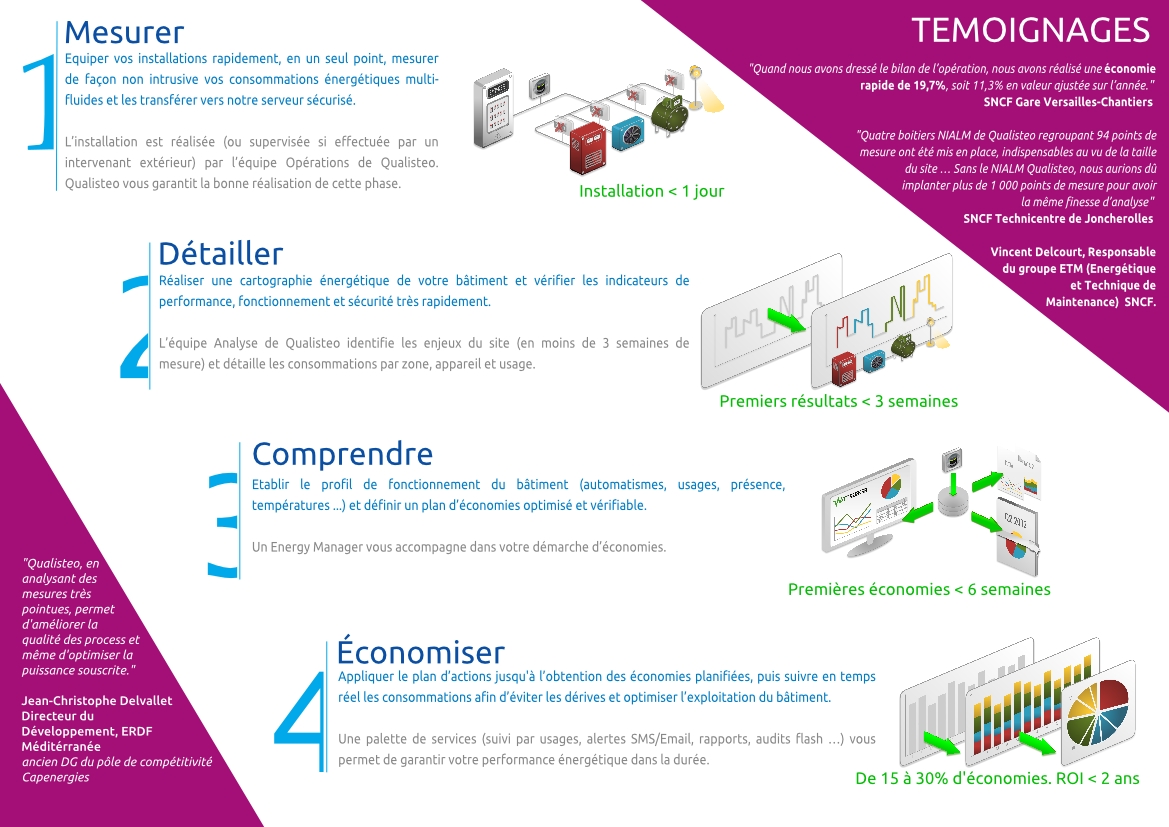 1
Mesurer
Equiper vos installations rapidement, en un seul point, mesurer
de façon non intrusive vos consommations énergétiques multi-
fluides et les transférer vers notre serveur sécurisé.
L'installation est réalisée (ou supervisée si effectuée par un
intervenant extérieur) par l'équipe Opérations de Qualisteo.
Qualisteo vous garantit la bonne réalisation de cette phase.
Installation < 1 jour
TEMOIGNAGES
"Quand nous avons dressé le bilan de l'opération, nous avons réalisé une économie
rapide de 19,7%, soit 11,3% en valeur ajustée sur l'année."
SNCF Gare Versailles-Chantiers
"Quatre boitiers NIALM de Qualisteo regroupant 94 points de
mesure ont été mis en place, indispensables au vu de la taille
du site ... Sans le NIALM Qualisteo, nous aurions dû
implanter plus de 1 000 points de mesure pour avoir
la même finesse d'analyse"
SNCF Technicentre de Joncherolles
Vincent Delcourt, Responsable
du groupe ETM (Energétique
et Technique de
Maintenance) SNCF.
2
Détailler
Réaliser une cartographie énergétique de votre bâtiment et vérifier les indicateurs de
performance, fonctionnement et sécurité très rapidement.
L'équipe Analyse de Qualisteo identifie les enjeux du site (en moins de 3 semaines de
mesure) et détaille les consommations par zone, appareil et usage.
Premiers résultats < 3 semaines
3
Comprendre
Etablir le profil de fonctionnement du bâtiment (automatismes, usages, présence,
températures ...) et définir un plan d'économies optimisé et vérifiable.
Un Energy Manager vous accompagne dans votre démarche d'économies.
Q2 2012
Premières économies < 6 semaines
"Qualisteo, en
analysant des
mesures très
pointues, permet
d'améliorer la
qualité des process et
même d'optimiser la
puissance souscrite."
Jean-Christophe Delvallet
Directeur du
Développement, ERDF
Méditérranée
ancien DG du pôle de compétitivité
Capenergies
4
Économiser
Appliquer le plan d'actions jusqu'à l'obtention des économies planifiées, puis suivre en temps
réel les consommations afin d'éviter les dérives et optimiser l'exploitation du bâtiment.
Une palette de services (suivi par usages, alertes SMS/Email, rapports, audits flash ...) vous
permet de garantir votre performance énergétique dans la durée.
De 15 à 30% d'économies. ROI < 2 ans